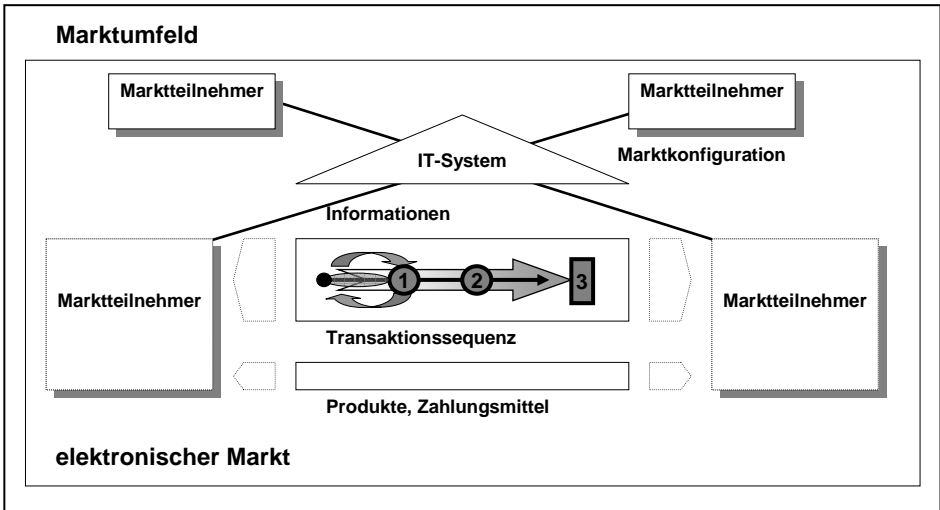 Marktumfeld
Marktteilnehmer
Marktteilnehmer
IT-System
Marktkonfiguration
Informationen
Marktteilnehmer
1 2 3
Marktteilnehmer
Transaktionssequenz
Produkte, Zahlungsmittel
elektronischer Markt